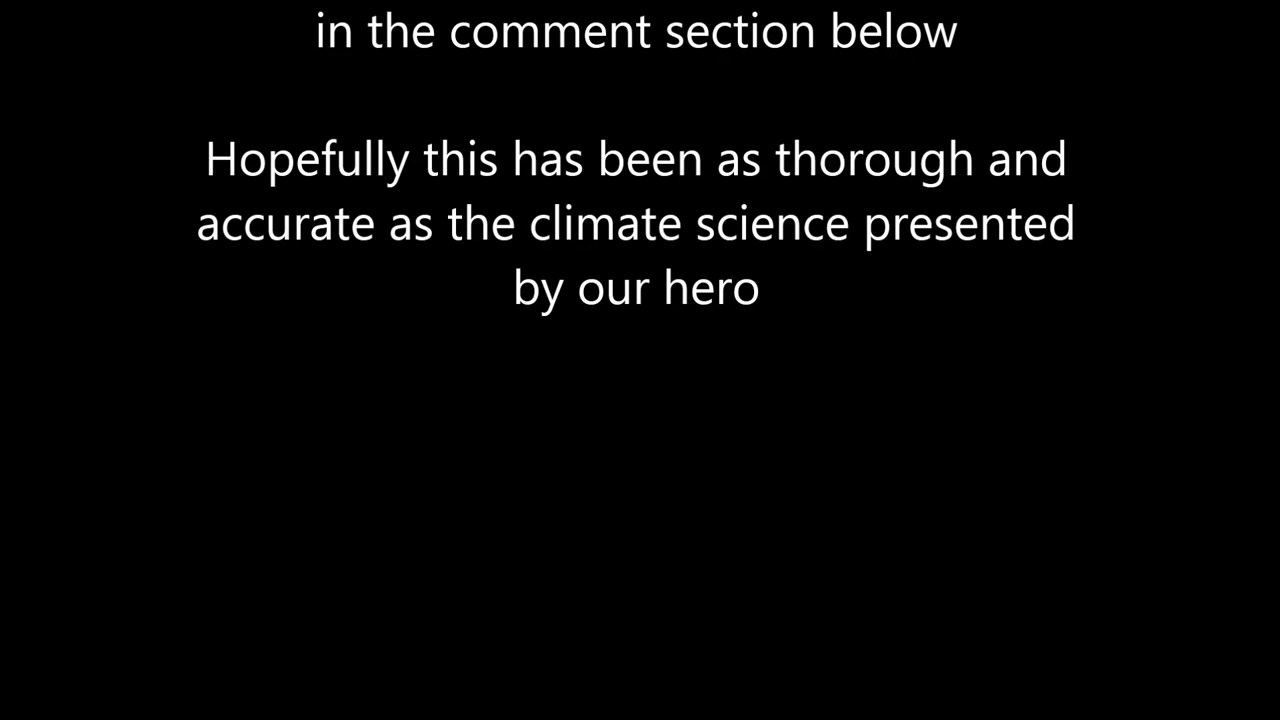 in the comment section below
Hopefully this has been as thorough and
accurate as the climate science presented
by our hero